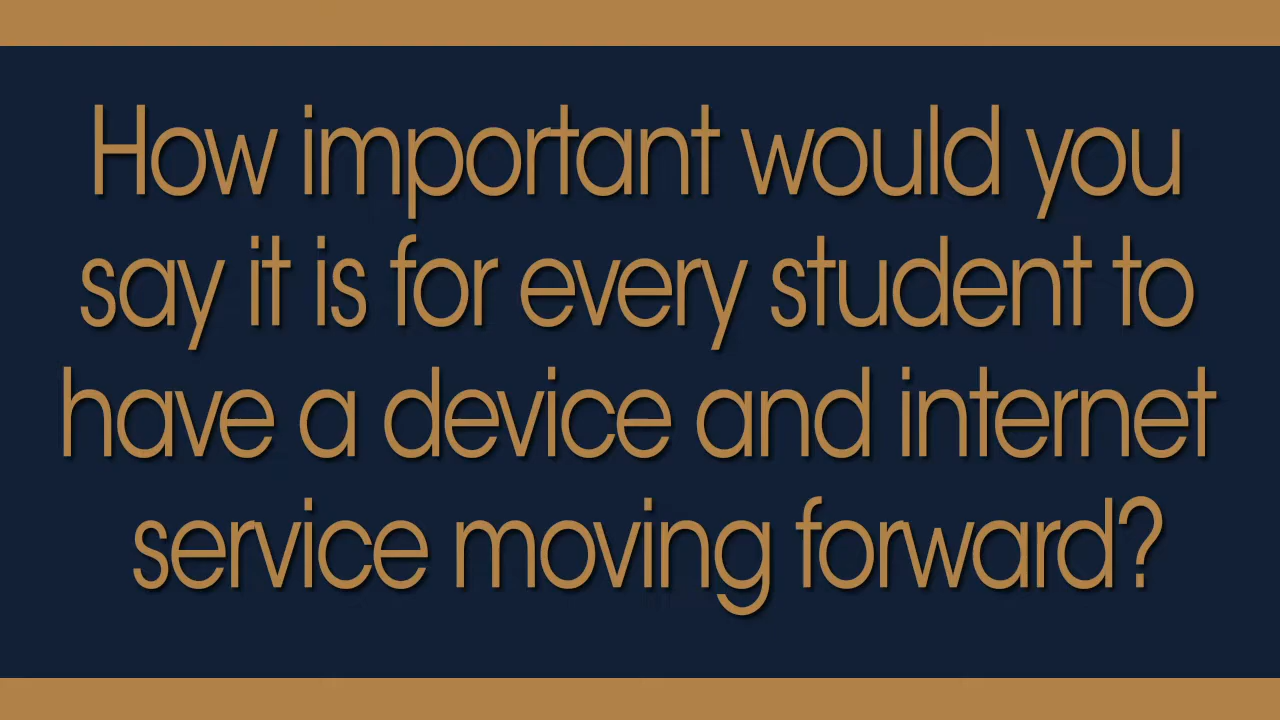 How important would you
say it is for every student to
have a device and internet
service moving forward?